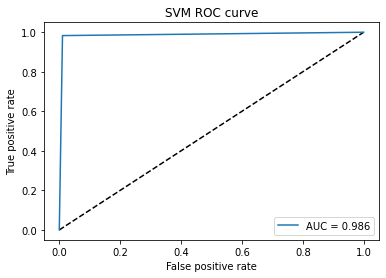 SVM ROC curve
1.0
0.8
0.6
0.4
0.2
0.0
True positive rate
AUC = 0.986
0.0 0.2 0.4 0.6 0.8 1.0
False positive rate